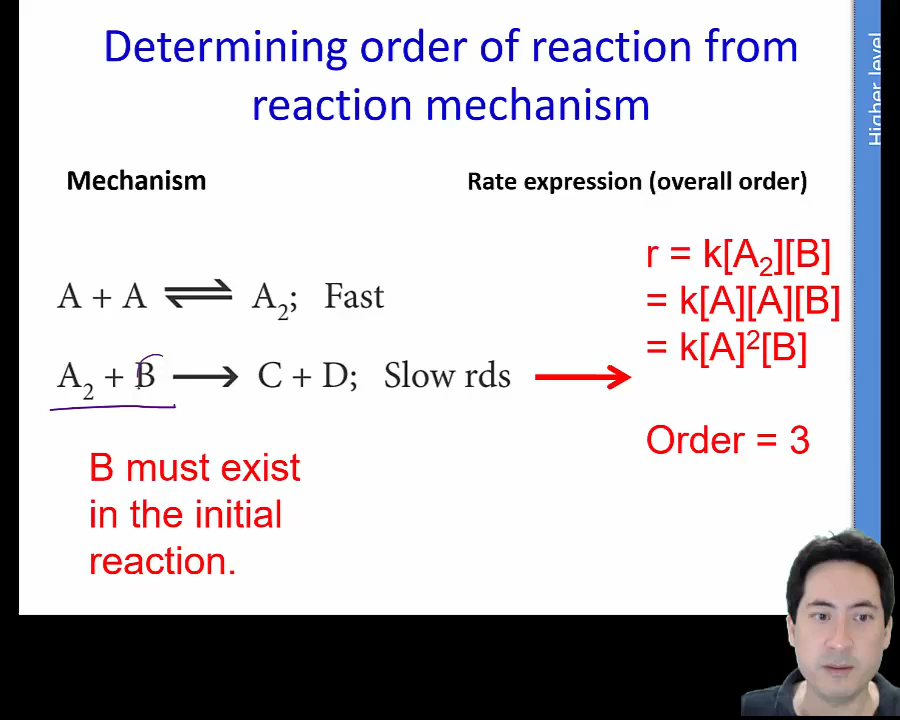 Determining order of reaction from
reaction mechanism
Higher level
Mechanism
Rate expression (overall order)
A + A ⇌ A₂; Fast
A₂ + B ⟶ C + D; Slow rds
r = k[A₂][B]
= k[A][A][B]
= k[A]²[B]
Order = 3
B must exist
in the initial
reaction.